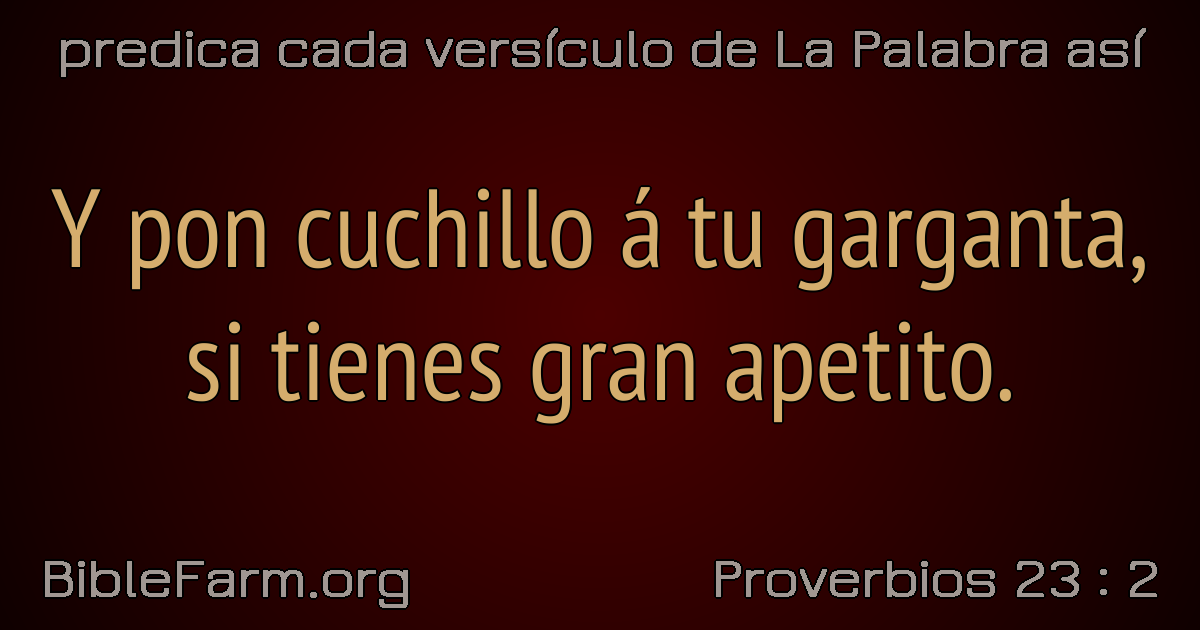 predica cada versículo de La Palabra así
Y pon cuchillo á tu garganta,
si tienes gran apetito.
BibleFarm.org
Proverbios 23 : 2